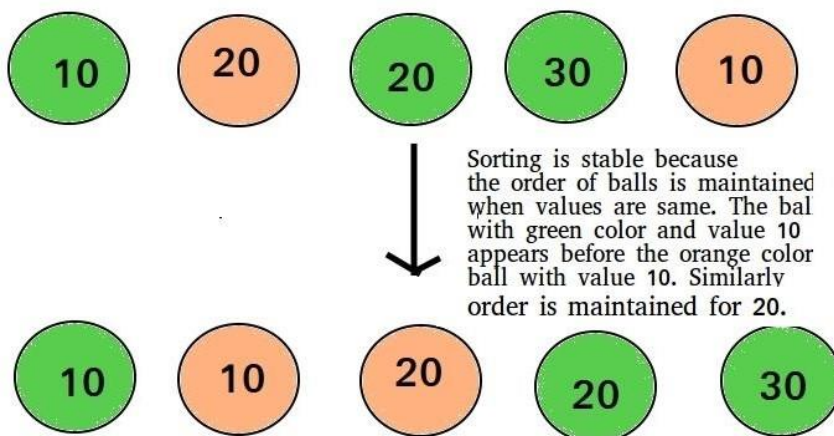 10 20 20 30 10
Sorting is stable because
the order of balls is maintained
when values are same. The bal
with green color and value 10
appears before the orange color
ball with value 10. Similarly
order is maintained for 20.
10 10 20 20 30